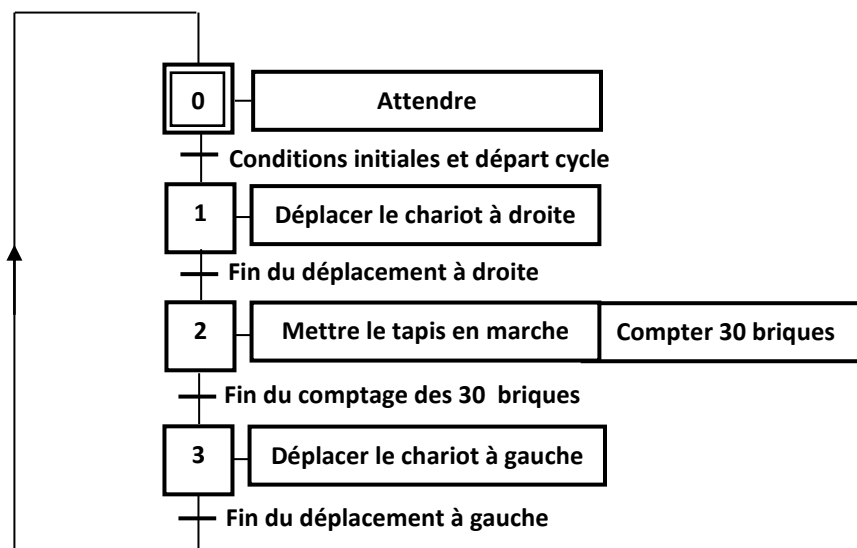 0 Attendre
Conditions initiales et départ cycle
1 Déplacer le chariot à droite
Fin du déplacement à droite
2 Mettre le tapis en marche Compter 30 briques
Fin du comptage des 30 briques
3 Déplacer le chariot à gauche
Fin du déplacement à gauche